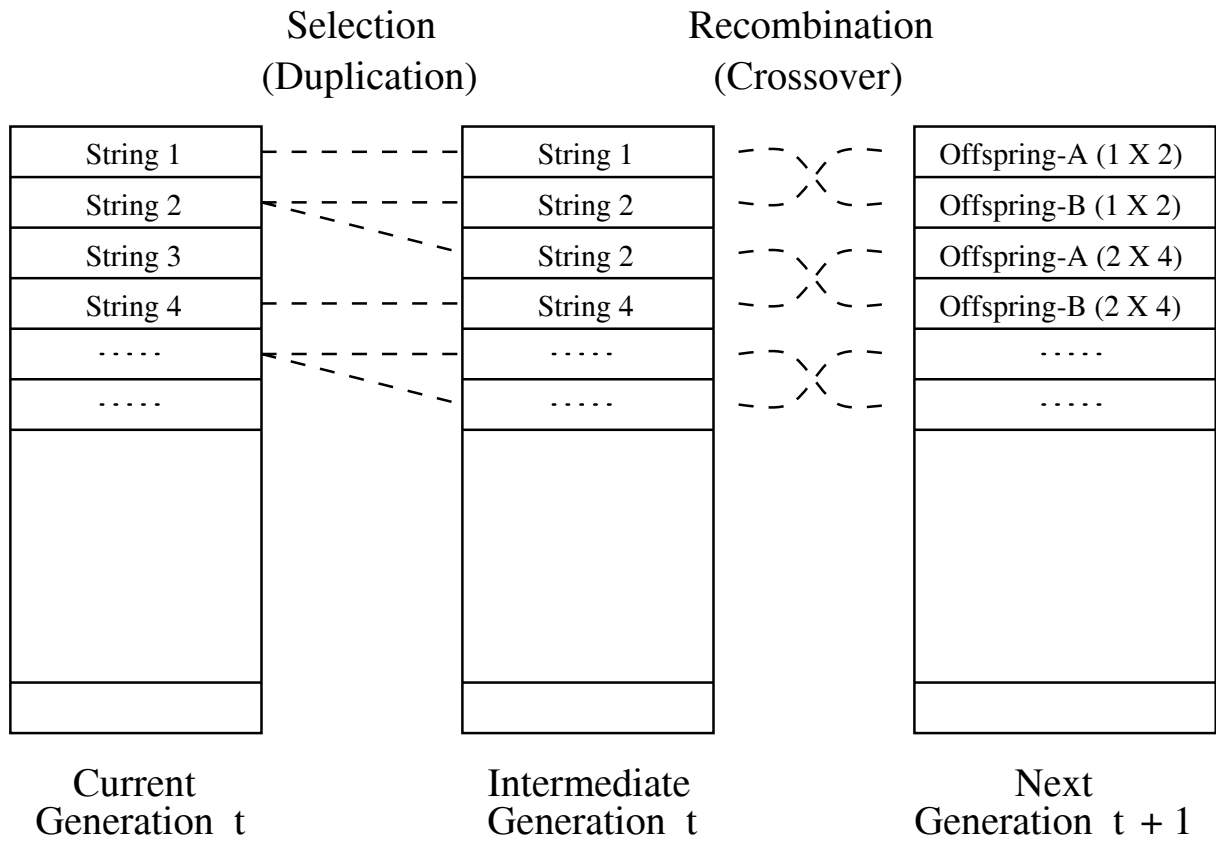 Selection
(Duplication)
Recombination
(Crossover)
String 1
String 2
String 3
String 4
- - - - -
- - - - -
Current
Generation t
String 1
String 2
String 2
String 4
- - - - -
- - - - -
Intermediate
Generation t
Offspring-A (1 X 2)
Offspring-B (1 X 2)
Offspring-A (2 X 4)
Offspring-B (2 X 4)
- - - - -
- - - - -
Next
Generation t + 1